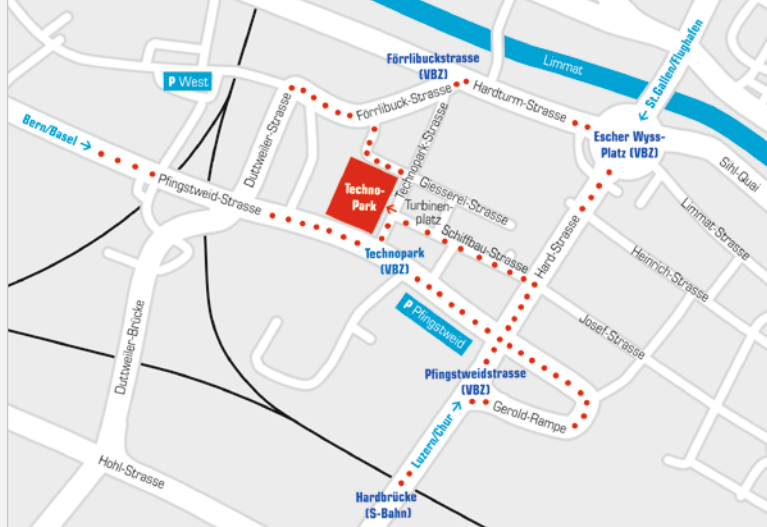 Förrlibuckstrasse
(VBZ)
Limmat
St.Gallen/Flughafen
P West
Förrlibuck-Strasse
Hardturm-Strasse
Bern/Basel
Duttweiler-Strasse
Technopark-Strasse
Escher Wyss-
Platz (VBZ)
Sihl-Quai
Pfingstweid-Strasse
Techno-
Park
Giesserei-Strasse
Turbinen-
platz
Limmat-Strasse
Schiffbau-Strasse
Hard-Strasse
Technopark
(VBZ)
Heinrich-Strasse
P Pfingstweid
Josef-Strasse
Duttweiler-Brücke
Pfingstweidstrasse
(VBZ)
Gerold-Rampe
Luzern/Chur
Hohl-Strasse
Hardbrücke
(S-Bahn)